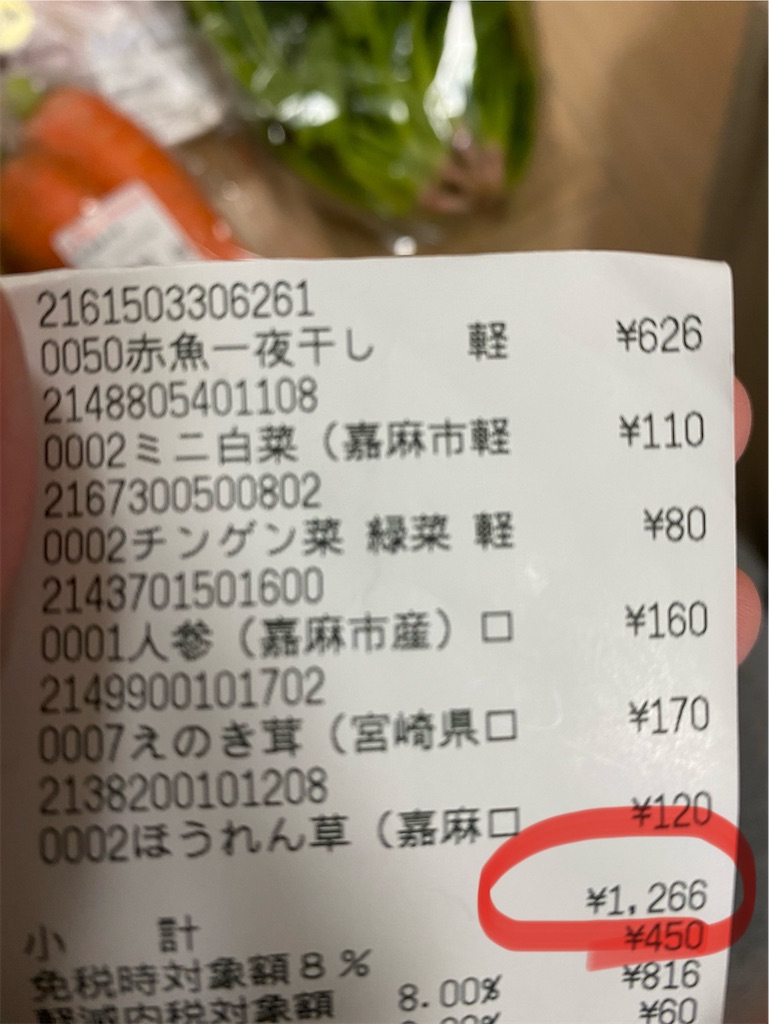 2161503306261
0050赤魚一夜干し 軽 ¥626
2148805401108
0002ミニ白菜（嘉麻市軽 ¥110
2167300500802
0002チンゲン菜 緑菜 軽 ¥80
2143701501600
0001人参（嘉麻市産）口 ¥160
2149900101702
0007えのき茸（宮崎県口 ¥170
2138200101208
0002ほうれん草（嘉麻口 ¥120
小 計 ¥1,266
免税時対象額8% ¥450
軽減内税対象額 8.00% ¥816
¥60